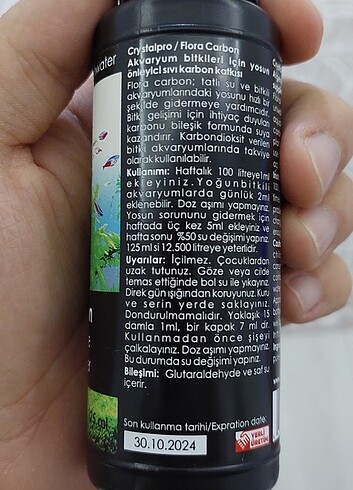 water
Crystalpro / Flora Carbon
Akvaryum bitkileri için yosun
önleyici sıvı karbon katkısı
Flora carbon; tatlı su ve bitkili
akvaryumlarındaki yosunu hızlı bir
şekilde gidermeye yardımcıdır.
Bitki gelişimi için ihtiyaç duyulan
karbonu bileşik formunda suya
kazandırır. Karbondioksit verilen
bitki akvaryumlarında takviye
olarak kullanılabilir.
Kullanımı: Haftalık 100 litreye 1ml
ekleyiniz. Yoğun bitkili
akvaryumlarda günlük 2ml
eklenebilir. Doz aşımı yapmayınız.
Yosun sorununu gidermek için
haftada üç kez 5ml ekleyiniz ve
hafta sonu %50 su değişimi yapınız.
125 ml si 12.500 litreye yeterlidir.
Uyarılar: İçilmez. Çocuklardan
uzak tutunuz. Göze veya cilde
temas ettiğinde bol su ile yıkayınız.
Direk gün ışığından koruyunuz. Kuru
ve serin yerde saklayınız.
Dondurulmamalıdır. Yaklaşık 15
damla 1ml, bir kapak 7 ml dir.
Kullanmadan önce şişeyi
çalkalayınız. Doz aşımı yapmayınız.
Bu durumda su değişimi yapınız.
Bileşimi: Glutaraldehyde ve saf su
içerir.
Son kullanma tarihi/Expration date:
30.10.2024
YERLİ
ÜRETİM